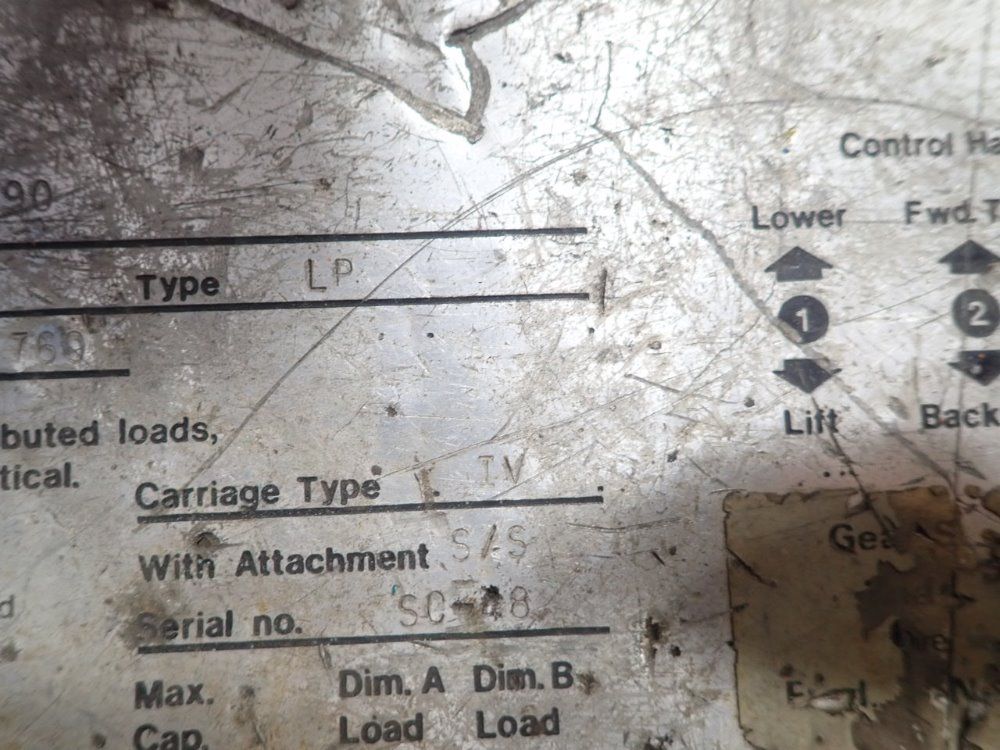 90
Control Ha
Lower Fwd. T
Type LP
1 2
769
Lift Back
buted loads,
tical.
Carriage Type IV
With Attachment S/S
d
Serial no.
Max. Dim. A Dim. B
Cap. Load Load